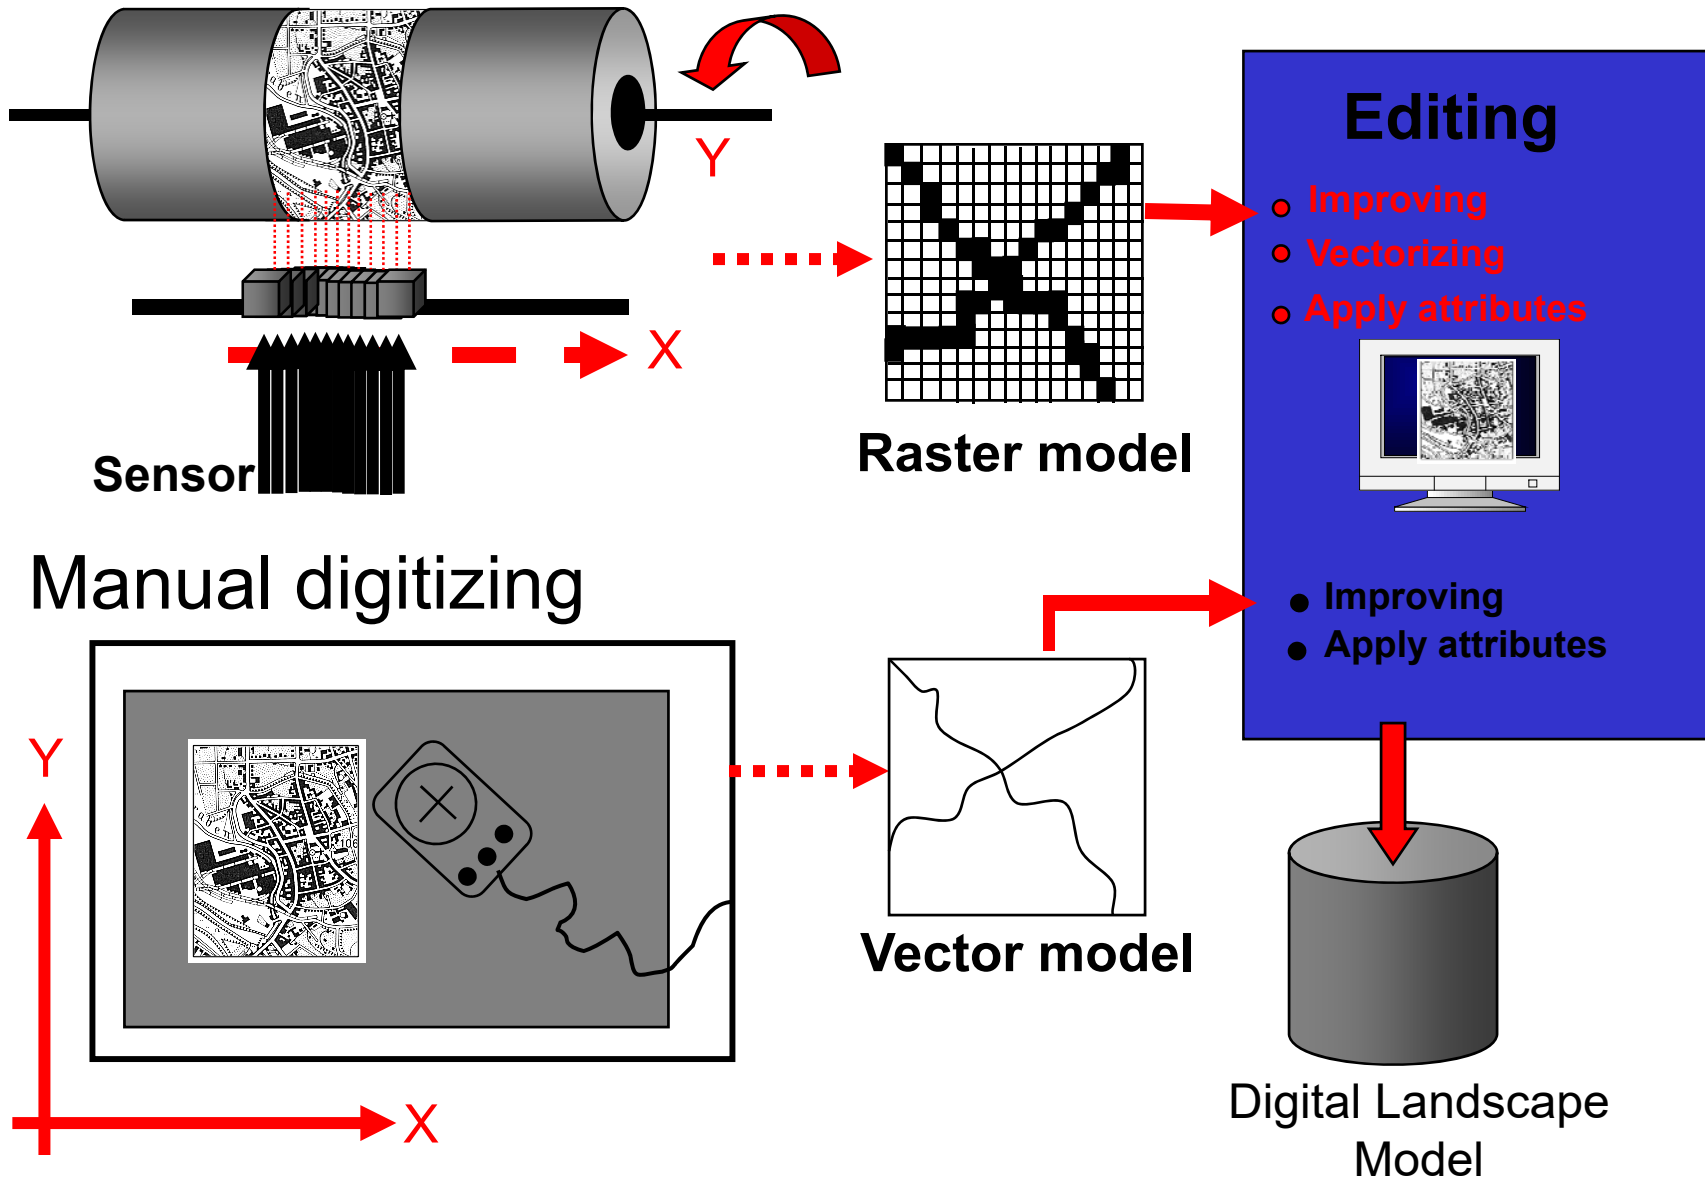 Y
X
Sensor
Raster model
Editing
Improving
Vectorizing
Apply attributes
Manual digitizing
Y
X
Vector model
Improving
Apply attributes
Digital Landscape
Model